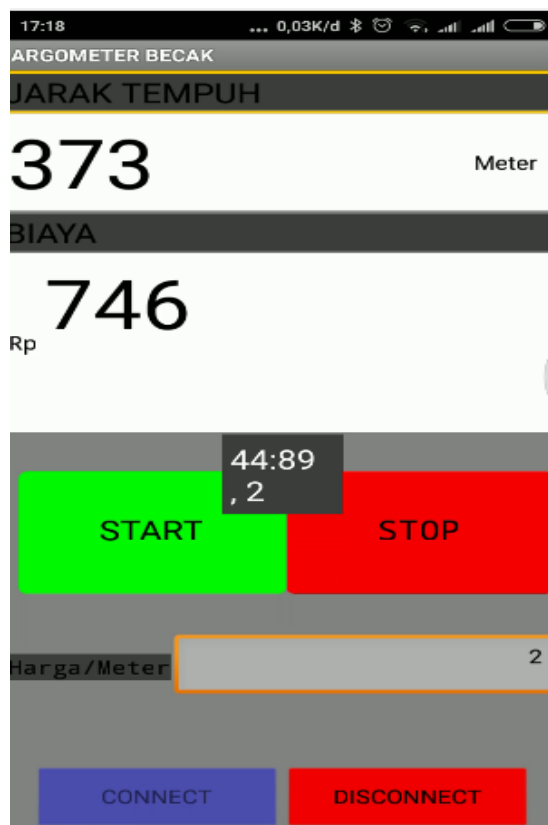 17:18 ... 0,03K/d
ARGOMETER BECAK
JARAK TEMPUH
373 Meter
BIAYA
Rp 746
44:89
, 2
START STOP
Harga/Meter 2
CONNECT DISCONNECT